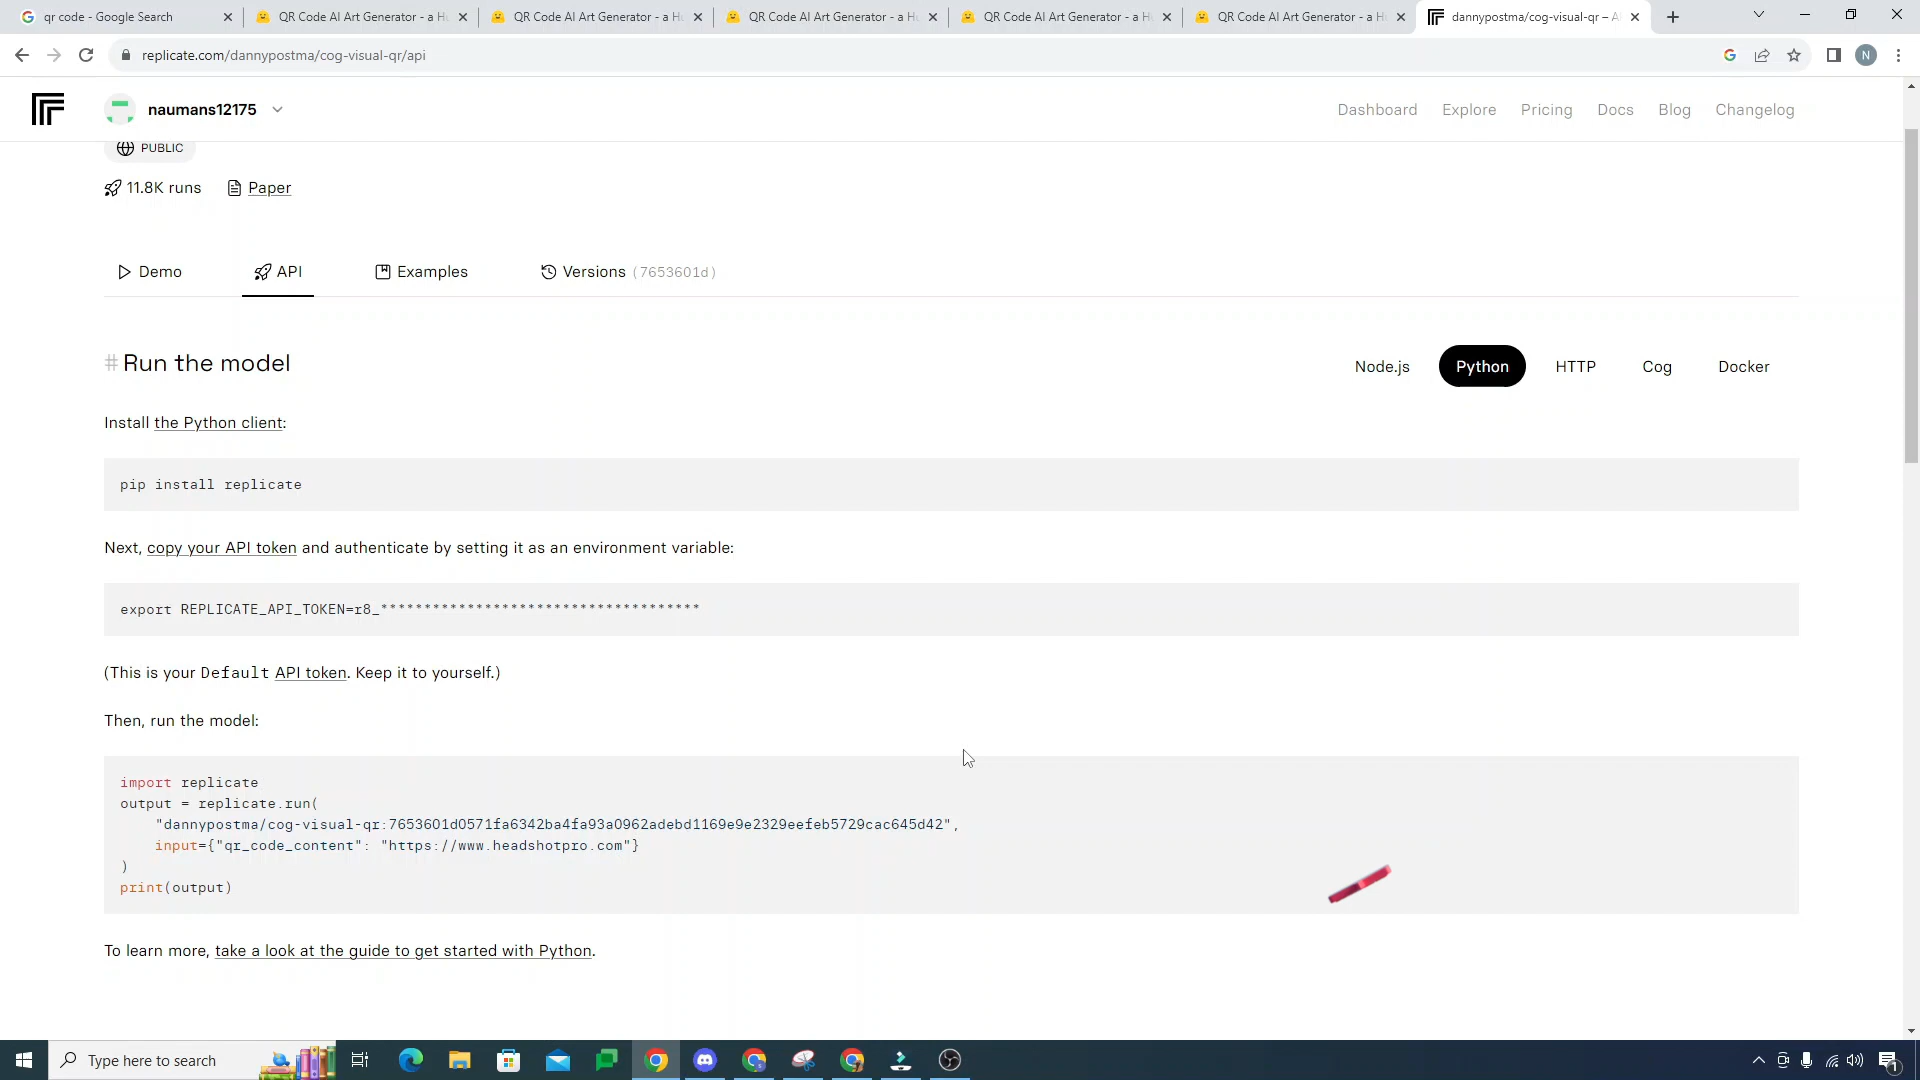 qr code - Google Search
QR Code AI Art Generator - a Hu
QR Code AI Art Generator - a Hu
QR Code AI Art Generator - a Hu
QR Code AI Art Generator - a Hu
QR Code AI Art Generator - a H
dannypostma/cog-visual-qr – A
replicate.com/dannypostma/cog-visual-qr/api
N
naumans12175
Dashboard
Explore
Pricing
Docs
Blog
Changelog
PUBLIC
11.8K runs
Paper
Demo
API
Examples
Versions (7653601d)
# Run the model
Node.js
Python
HTTP
Cog
Docker
Install the Python client:
pip install replicate
Next, copy your API token and authenticate by setting it as an environment variable:
export REPLICATE_API_TOKEN=r8_*************************************
(This is your Default API token. Keep it to yourself.)
Then, run the model:
import replicate
output = replicate.run(
"dannypostma/cog-visual-qr:7653601d0571fa6342ba4fa93a0962adebd1169e9e2329eefeb5729cac645d42",
input={"qr_code_content": "https://www.headshotpro.com"}
)
print(output)
To learn more, take a look at the guide to get started with Python.
Type here to search
1